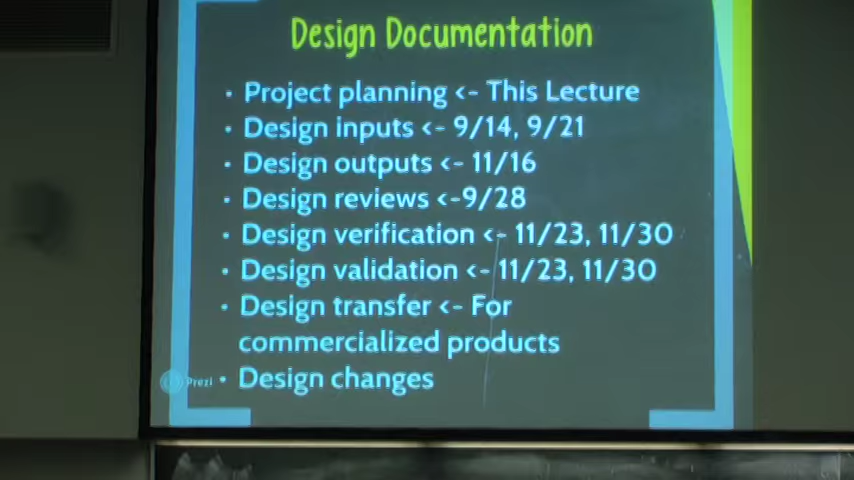 Design Documentation
• Project planning <- This Lecture
• Design inputs <- 9/14, 9/21
• Design outputs <- 11/16
• Design reviews <-9/28
• Design verification <- 11/23, 11/30
• Design validation <- 11/23, 11/30
• Design transfer <- For
commercialized products
Prezi
• Design changes